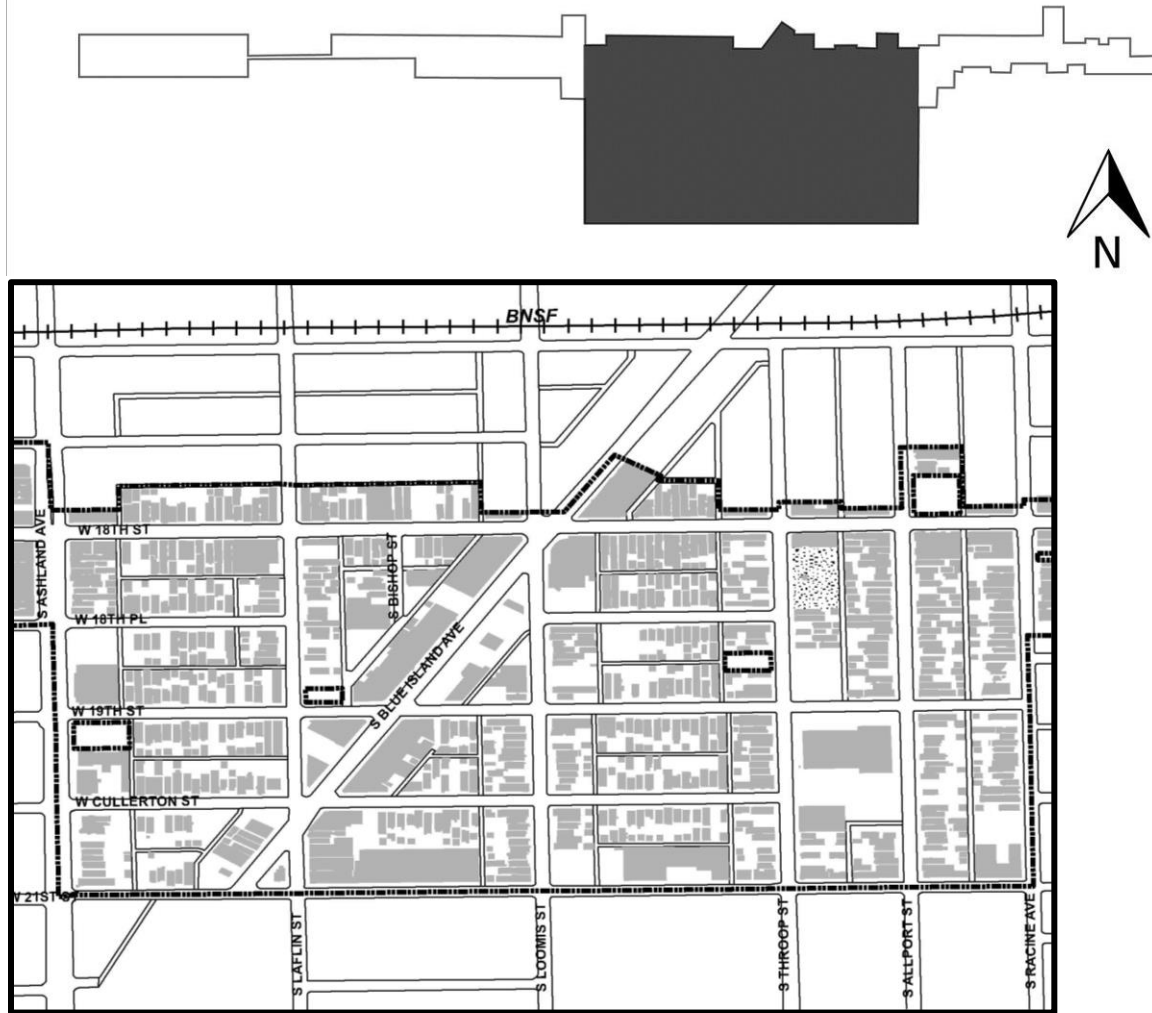 N
BNSF
W 18TH ST
S ASHLAND AVE
S BISHOP ST
W 18TH PL
S BLUE ISLAND AVE
W 19TH ST
W CULLERTON ST
W 21ST S
S LAFLIN ST
S LOOMIS ST
S THROOP ST
S ALLPORT ST
S RACINE AVE